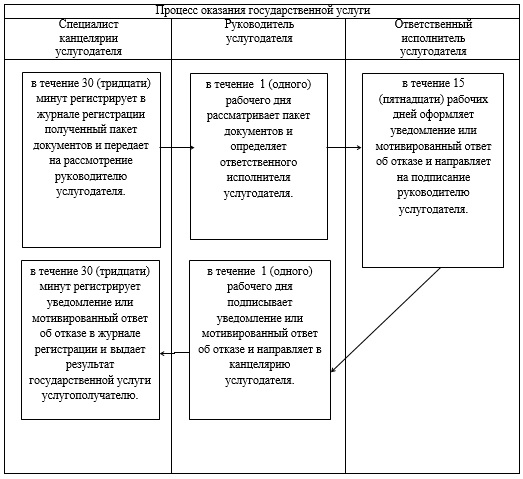 Процесс оказания государственной услуги
Специалист
канцелярии
услугодателя
Руководитель
услугодателя
Ответственный
исполнитель
услугодателя
в течение 30 (тридцати)
минут регистрирует в
журнале регистрации
полученный пакет
документов и передает
на рассмотрение
руководителю
услугодателя.
в течение 1 (одного)
рабочего дня
рассматривает пакет
документов и
определяет
ответственного
исполнителя
услугодателя.
в течение 15
(пятнадцати) рабочих
дней оформляет
уведомление или
мотивированный ответ
об отказе и направляет
на подписание
руководителю
услугодателя.
в течение 30 (тридцати)
минут регистрирует
уведомление или
мотивированный ответ
об отказе в журнале
регистрации и выдает
результат
государственной услуги
услугополучателю.
в течение 1 (одного)
рабочего дня
подписывает
уведомление или
мотивированный ответ
об отказе и направляет в
канцелярию
услугодателя.